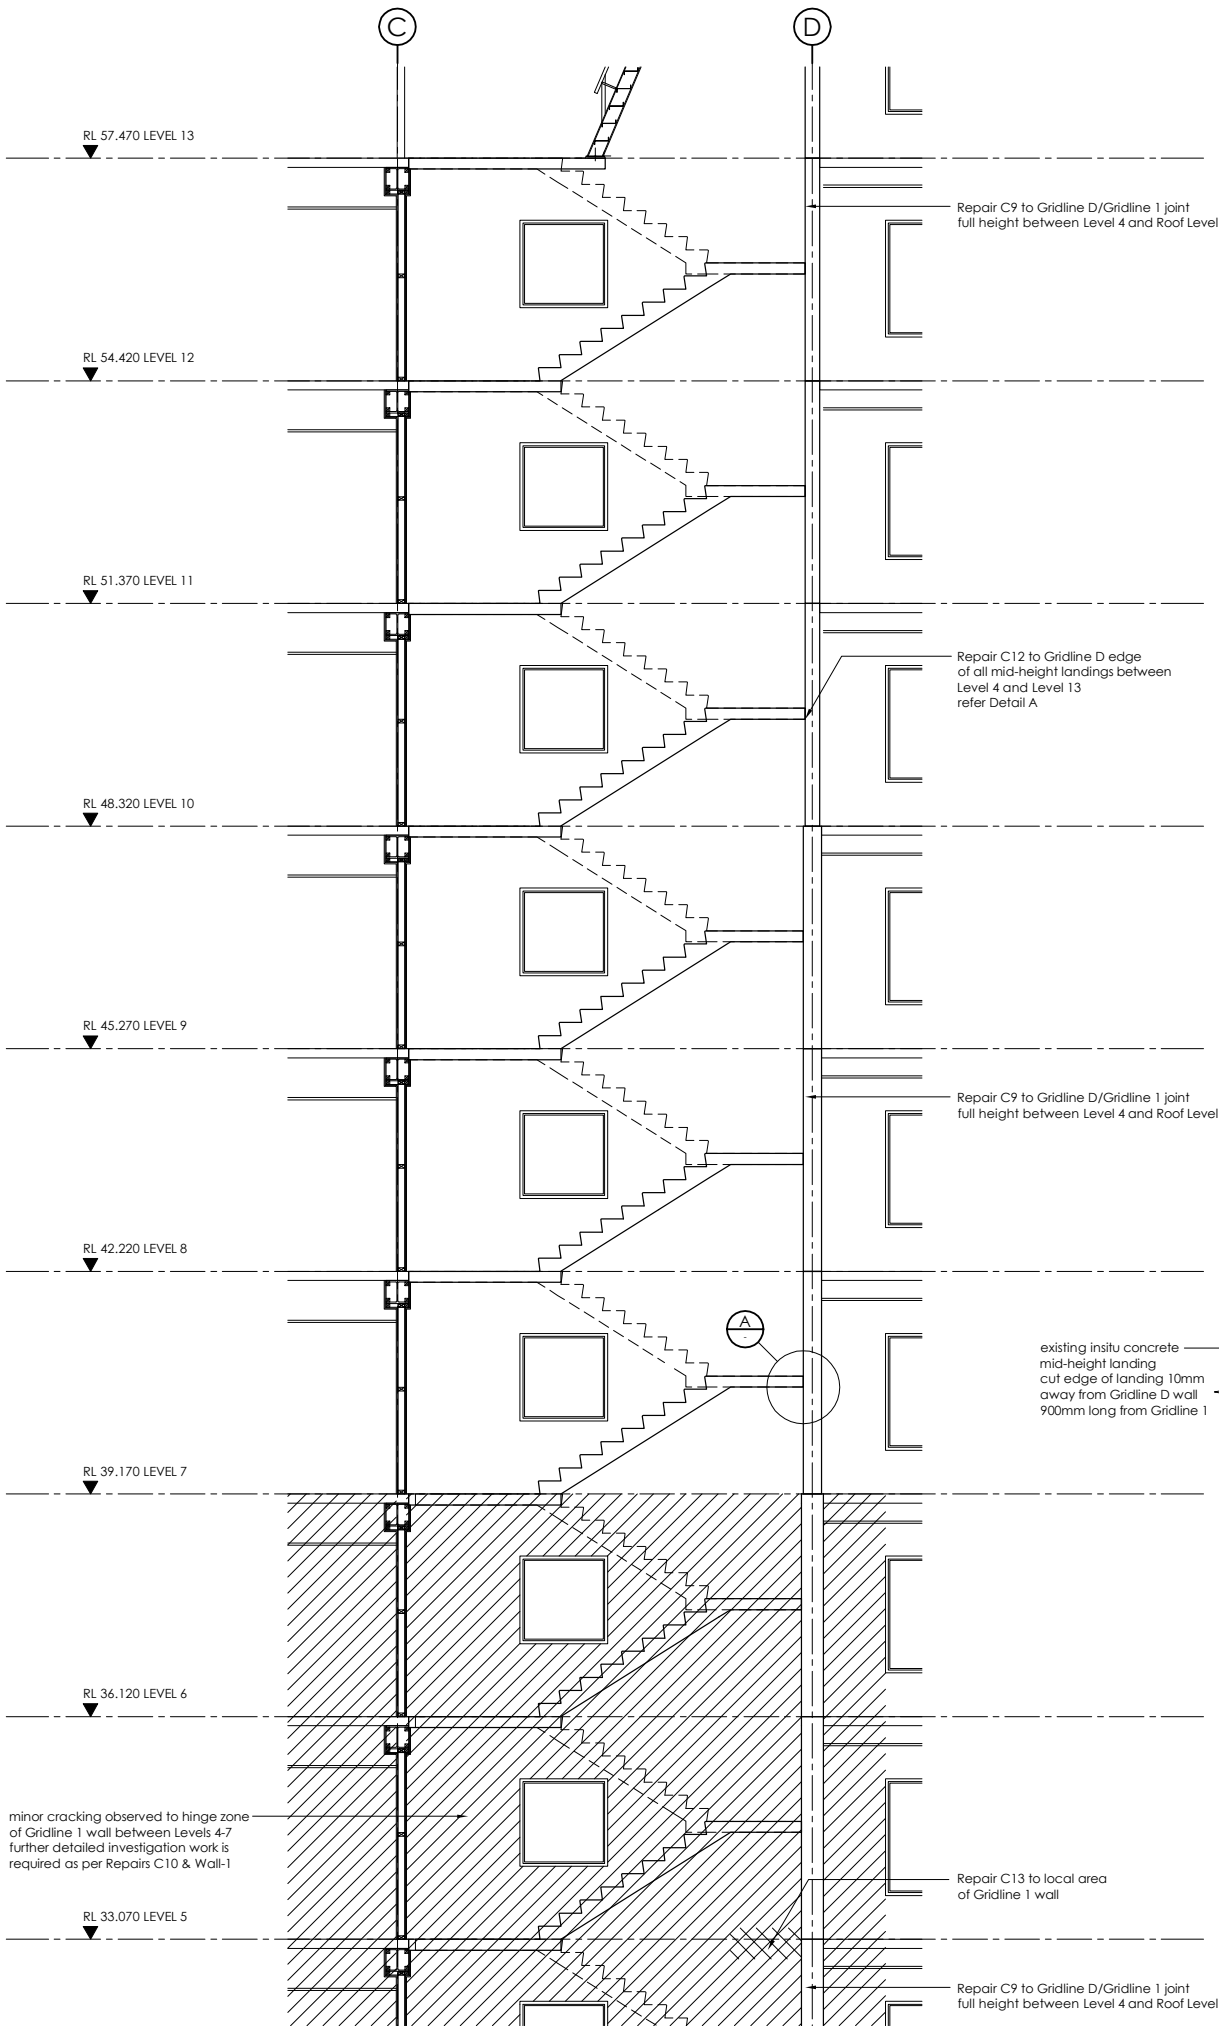 C
D
RL 57.470 LEVEL 13
Repair C9 to Gridline D/Gridline 1 joint
full height between Level 4 and Roof Level
RL 54.420 LEVEL 12
RL 51.370 LEVEL 11
Repair C12 to Gridline D edge
of all mid-height landings between
Level 4 and Level 13
refer Detail A
RL 48.320 LEVEL 10
RL 45.270 LEVEL 9
Repair C9 to Gridline D/Gridline 1 joint
full height between Level 4 and Roof Level
RL 42.220 LEVEL 8
A
-
existing insitu concrete
mid-height landing
cut edge of landing 10mm
away from Gridline D wall
900mm long from Gridline 1
RL 39.170 LEVEL 7
RL 36.120 LEVEL 6
minor cracking observed to hinge zone
of Gridline 1 wall between Levels 4-7
further detailed investigation work is
required as per Repairs C10 & Wall-1
Repair C13 to local area
of Gridline 1 wall
RL 33.070 LEVEL 5
Repair C9 to Gridline D/Gridline 1 joint
full height between Level 4 and Roof Level